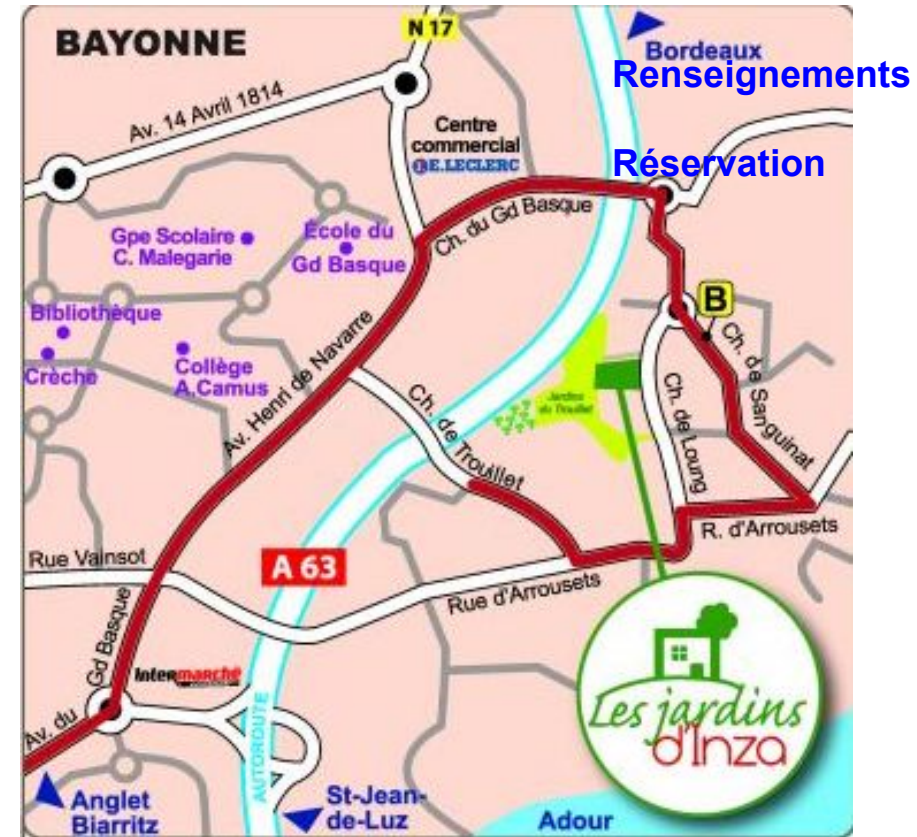 BAYONNE
N 17
Bordeaux
Renseignements
Av. 14 Avril 1814
Centre
commercial
E.LECLERC
Réservation
Gpe Scolaire
C. Malegarie
École du
Gd Basque
Ch. du Gd Basque
B
Bibliothèque
Crèche
Collège
A.Camus
Av. Henri de Navarre
Ch. de Trouillet
Jardins
du Trouillet
Ch. de Loung
Ch. de Sanguinat
R. d'Arrousets
Rue Vainsot
A 63
Rue d'Arrousets
Av. du Gd Basque
Intermarché
AUTOROUTE
Les jardins
d'Inza
Anglet
Biarritz
St-Jean-
de-Luz
Adour